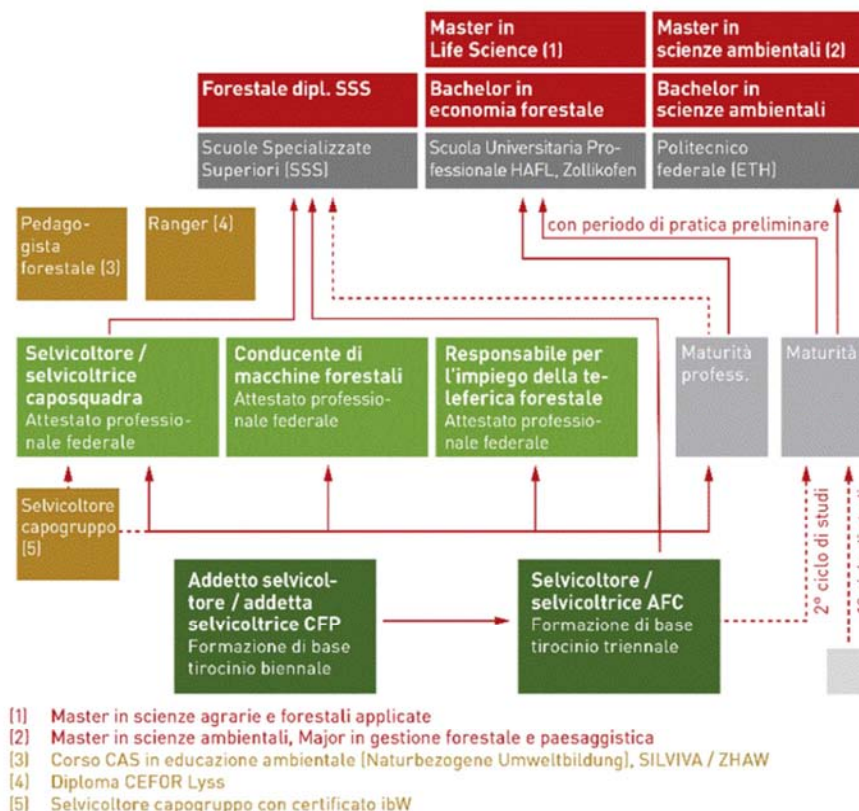 Master in
Life Science (1)
Master in
scienze ambientali (2)
Forestale dipl. SSS
Bachelor in
economia forestale
Bachelor in
scienze ambientali
Scuole Specializzate
Superiori (SSS)
Scuola Universitaria Pro-
fessionale HAFL, Zollikofen
Politecnico
federale (ETH)
Pedago-
gista
forestale (3)
Ranger (4)
con periodo di pratica preliminare
Selvicoltore /
selvicoltrice
caposquadra
Attestato professio-
nale federale
Conducente di
macchine forestali
Attestato professio-
nale federale
Responsabile per
l'impiego della te-
leferica forestale
Attestato professio-
nale federale
Maturità
profess.
Maturità
Selvicoltore
capogruppo
(5)
2° ciclo di studi
Addetto selvicol-
tore / addetta
selvicoltrice CFP
Formazione di base
tirocinio biennale
Selvicoltore /
selvicoltrice AFC
Formazione di base
tirocinio triennale
(1) Master in scienze agrarie e forestali applicate
(2) Master in scienze ambientali, Major in gestione forestale e paesaggistica
(3) Corso CAS in educazione ambientale (Naturbezogene Umweltbildung), SILVIVA / ZHAW
(4) Diploma CEFOR Lyss
(5) Selvicoltore capogruppo con certificato ibW